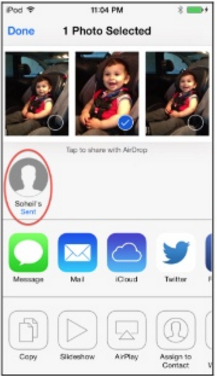 iPod 11:04 PM
Done 1 Photo Selected
Tap to share with AirDrop
Soheil's
Sent
Message Mail iCloud Twitter
Copy Slideshow AirPlay Assign to
Contact